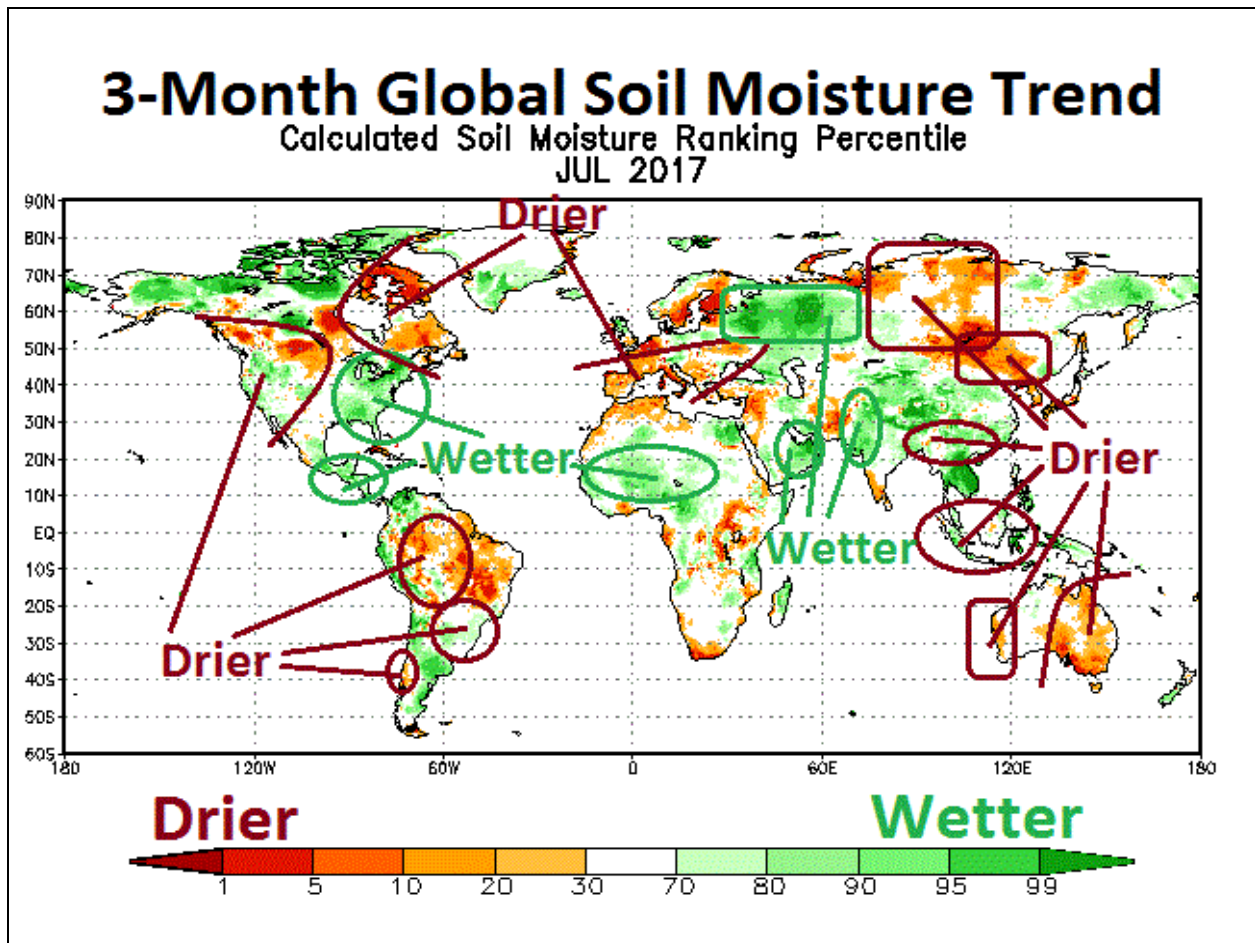 3-Month Global Soil Moisture Trend
Calculated Soil Moisture Ranking Percentile
JUL 2017
90N
80N
70N
60N
50N
40N
30N
20N
10N
EQ
10S
20S
30S
40S
50S
60S
Drier
Wetter
Drier
Wetter
Drier
180 120W 60W 0 60E 120E 180
Drier Wetter
1 5 10 20 30 70 80 90 95 99